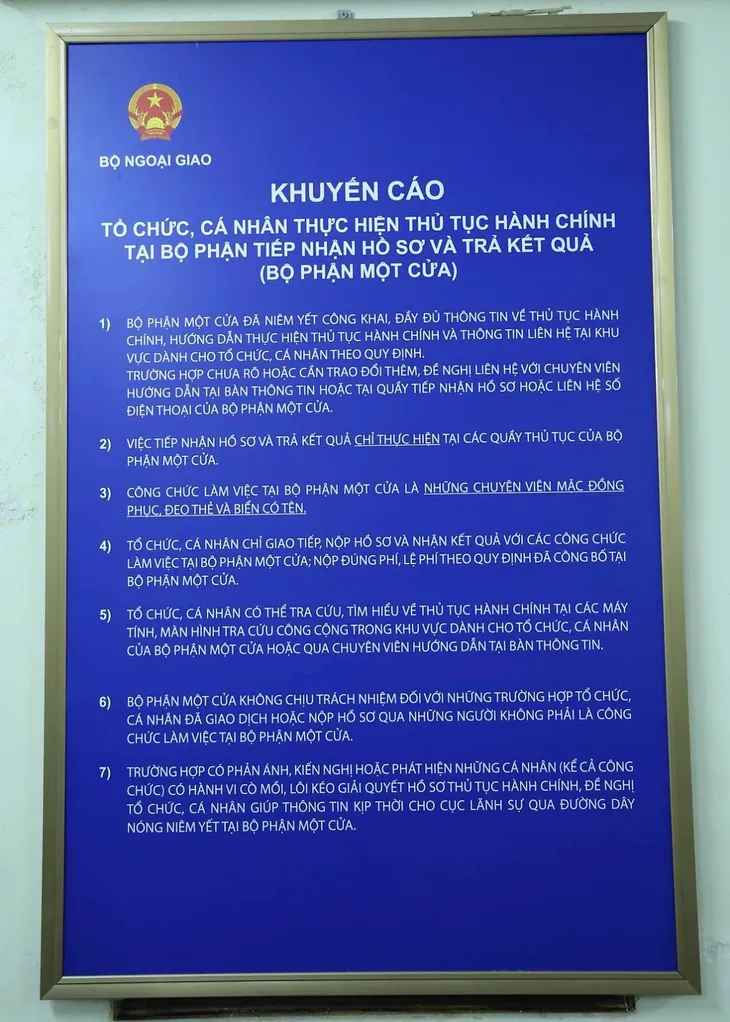 BỘ NGOẠI GIAO
KHUYẾN CÁO
TỔ CHỨC, CÁ NHÂN THỰC HIỆN THỦ TỤC HÀNH CHÍNH
TẠI BỘ PHẬN TIẾP NHẬN HỒ SƠ VÀ TRẢ KẾT QUẢ
(BỘ PHẬN MỘT CỬA)
1) BỘ PHẬN MỘT CỬA ĐÃ NIÊM YẾT CÔNG KHAI, ĐẦY ĐỦ THÔNG TIN VỀ THỦ TỤC HÀNH
CHÍNH, HƯỚNG DẪN THỰC HIỆN THỦ TỤC HÀNH CHÍNH VÀ THÔNG TIN LIÊN HỆ TẠI KHU
VỰC DÀNH CHO TỔ CHỨC, CÁ NHÂN THEO QUY ĐỊNH.
TRƯỜNG HỢP CHƯA RÕ HOẶC CẦN TRAO ĐỔI THÊM, ĐỀ NGHỊ LIÊN HỆ VỚI CHUYÊN VIÊN
HƯỚNG DẪN TẠI BÀN THÔNG TIN HOẶC TẠI QUẦY TIẾP NHẬN HỒ SƠ HOẶC LIÊN HỆ SỐ
ĐIỆN THOẠI CỦA BỘ PHẬN MỘT CỬA.
2) VIỆC TIẾP NHẬN HỒ SƠ VÀ TRẢ KẾT QUẢ CHỈ THỰC HIỆN TẠI CÁC QUẦY THỦ TỤC CỦA BỘ
PHẬN MỘT CỬA.
3) CÔNG CHỨC LÀM VIỆC TẠI BỘ PHẬN MỘT CỬA LÀ NHỮNG CHUYÊN VIÊN MẶC ĐỒNG
PHỤC, ĐEO THẺ VÀ BIỂN CÓ TÊN.
4) TỔ CHỨC, CÁ NHÂN CHỈ GIAO TIẾP, NỘP HỒ SƠ VÀ NHẬN KẾT QUẢ VỚI CÁC CÔNG CHỨC
LÀM VIỆC TẠI BỘ PHẬN MỘT CỬA; NỘP ĐÚNG PHÍ, LỆ PHÍ THEO QUY ĐỊNH ĐÃ CÔNG BỐ TẠI
BỘ PHẬN MỘT CỬA.
5) TỔ CHỨC, CÁ NHÂN CÓ THỂ TRA CỨU, TÌM HIỂU VỀ THỦ TỤC HÀNH CHÍNH TẠI CÁC MÁY
TÍNH, MÀN HÌNH TRA CỨU CÔNG CỘNG TRONG KHU VỰC DÀNH CHO TỔ CHỨC, CÁ NHÂN
CỦA BỘ PHẬN MỘT CỬA HOẶC QUA CHUYÊN VIÊN HƯỚNG DẪN TẠI BÀN THÔNG TIN.
6) BỘ PHẬN MỘT CỬA KHÔNG CHỊU TRÁCH NHIỆM ĐỐI VỚI NHỮNG TRƯỜNG HỢP TỔ CHỨC,
CÁ NHÂN ĐÃ GIAO DỊCH HOẶC NỘP HỒ SƠ QUA NHỮNG NGƯỜI KHÔNG PHẢI LÀ CÔNG
CHỨC LÀM VIỆC TẠI BỘ PHẬN MỘT CỬA.
7) TRƯỜNG HỢP CÓ PHẢN ÁNH, KIẾN NGHỊ HOẶC PHÁT HIỆN NHỮNG CÁ NHÂN (KỂ CẢ CÔNG
CHỨC) CÓ HÀNH VI CÒ MỒI, LÔI KÉO GIẢI QUYẾT HỒ SƠ THỦ TỤC HÀNH CHÍNH, ĐỀ NGHỊ
TỔ CHỨC, CÁ NHÂN GIÚP THÔNG TIN KỊP THỜI CHO CỤC LÃNH SỰ QUA ĐƯỜNG DÂY
NÓNG NIÊM YẾT TẠI BỘ PHẬN MỘT CỬA.